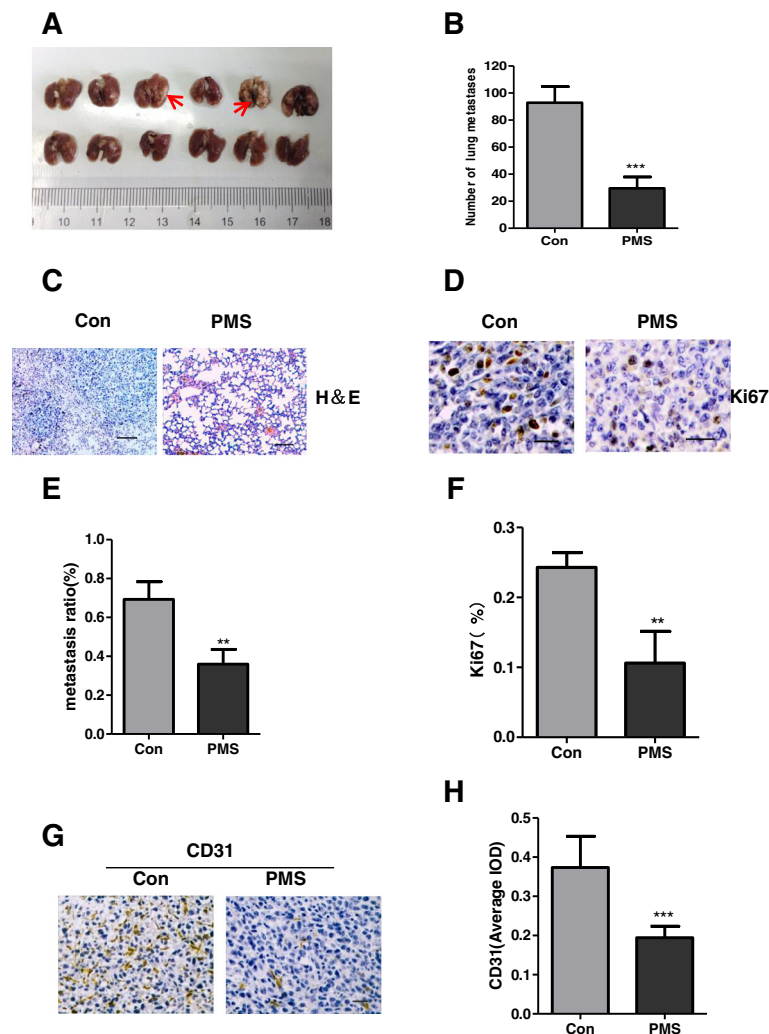 A
10 11 12 13 14 15 16 17 18
B
Number of lung metastases
120
100
80
60
40
20
0
***
Con PMS
C
Con PMS
H&E
D
Con PMS
Ki67
E
metastasis ratio(%)
1.0
0.8
0.6
0.4
0.2
0.0
**
Con PMS
F
Ki67( %)
0.3
0.2
0.1
0.0
**
Con PMS
G
CD31
Con PMS
H
CD31(Average IOD)
0.5
0.4
0.3
0.2
0.1
0.0
***
Con PMS